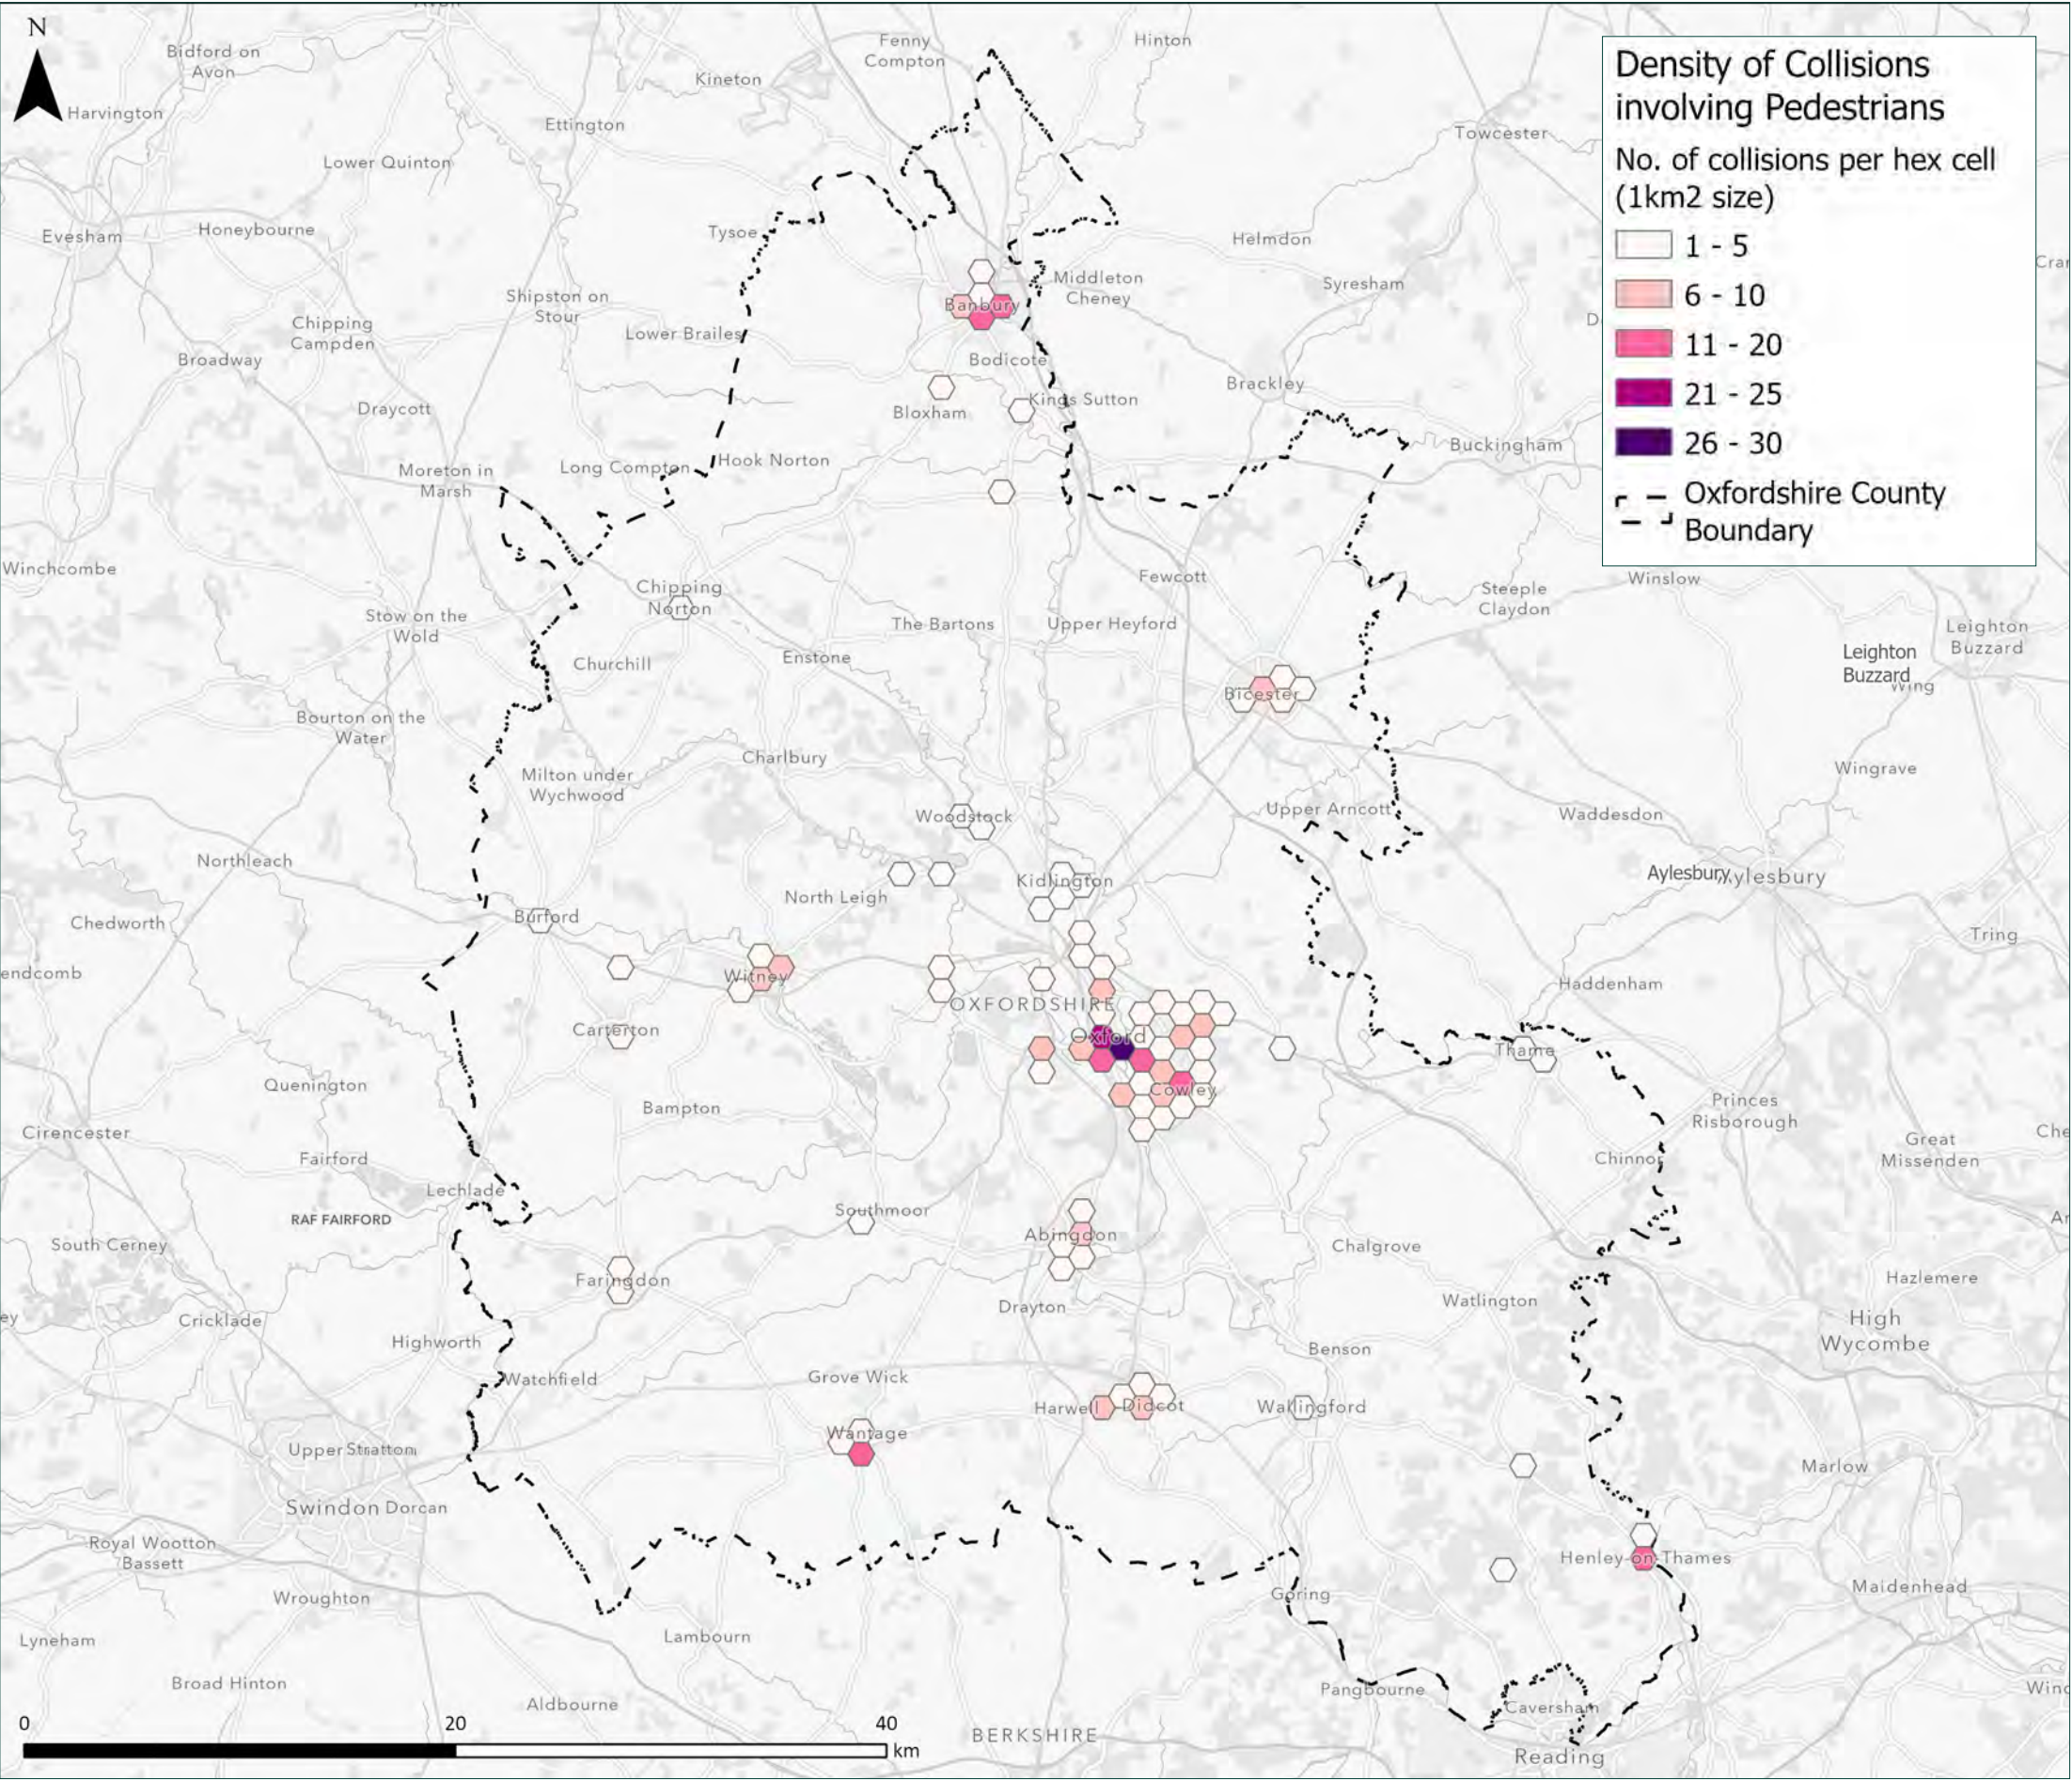 N
Density of Collisions
involving Pedestrians
No. of collisions per hex cell
(1km2 size)
1 - 5
6 - 10
11 - 20
21 - 25
26 - 30
Oxfordshire County
Boundary
Bidford on
Avon
Harvington
Kineton
Fenny
Compton
Hinton
Ettington
Lower Quinton
Towcester
Evesham
Honeybourne
Tysoe
Helmdon
Middleton
Cheney
Syresham
Shipston on
Stour
Banbury
Chipping
Campden
Lower Brailes
Broadway
Bodicote
Brackley
Draycott
Bloxham
Kings Sutton
Buckingham
Moreton in
Marsh
Long Compton
Hook Norton
Winchcombe
Fewcott
Winslow
Chipping
Norton
Steeple
Claydon
Stow on the
Wold
The Bartons
Upper Heyford
Leighton
Buzzard
Leighton
Buzzard
Wing
Churchill
Enstone
Bicester
Bourton on the
Water
Charlbury
Milton under
Wychwood
Wingrave
Woodstock
Upper Arncott
Waddesdon
Northleach
Kidlington
Aylesbury
Aylesbury
North Leigh
Burford
Chedworth
Tring
endcomb
Witney
Haddenham
OXFORDSHIRE
Carterton
Oxford
Thame
Quenington
Cowley
Bampton
Princes
Risborough
Cirencester
Great
Missenden
Fairford
Chinnor
Lechlade
Southmoor
RAF FAIRFORD
Abingdon
South Cerney
Chalgrove
Faringdon
Hazlemere
Watlington
Drayton
Cricklade
High
Wycombe
Highworth
Benson
Watchfield
Grove Wick
Harwell
Didcot
Wallingford
Wantage
Upper Stratton
Marlow
Swindon
Dorcan
Royal Wootton
Bassett
Henley-on-Thames
Maidenhead
Wroughton
Goring
Lyneham
Lambourn
Broad Hinton
Pangbourne
Aldbourne
Caversham
BERKSHIRE
Reading
0
20
40
km